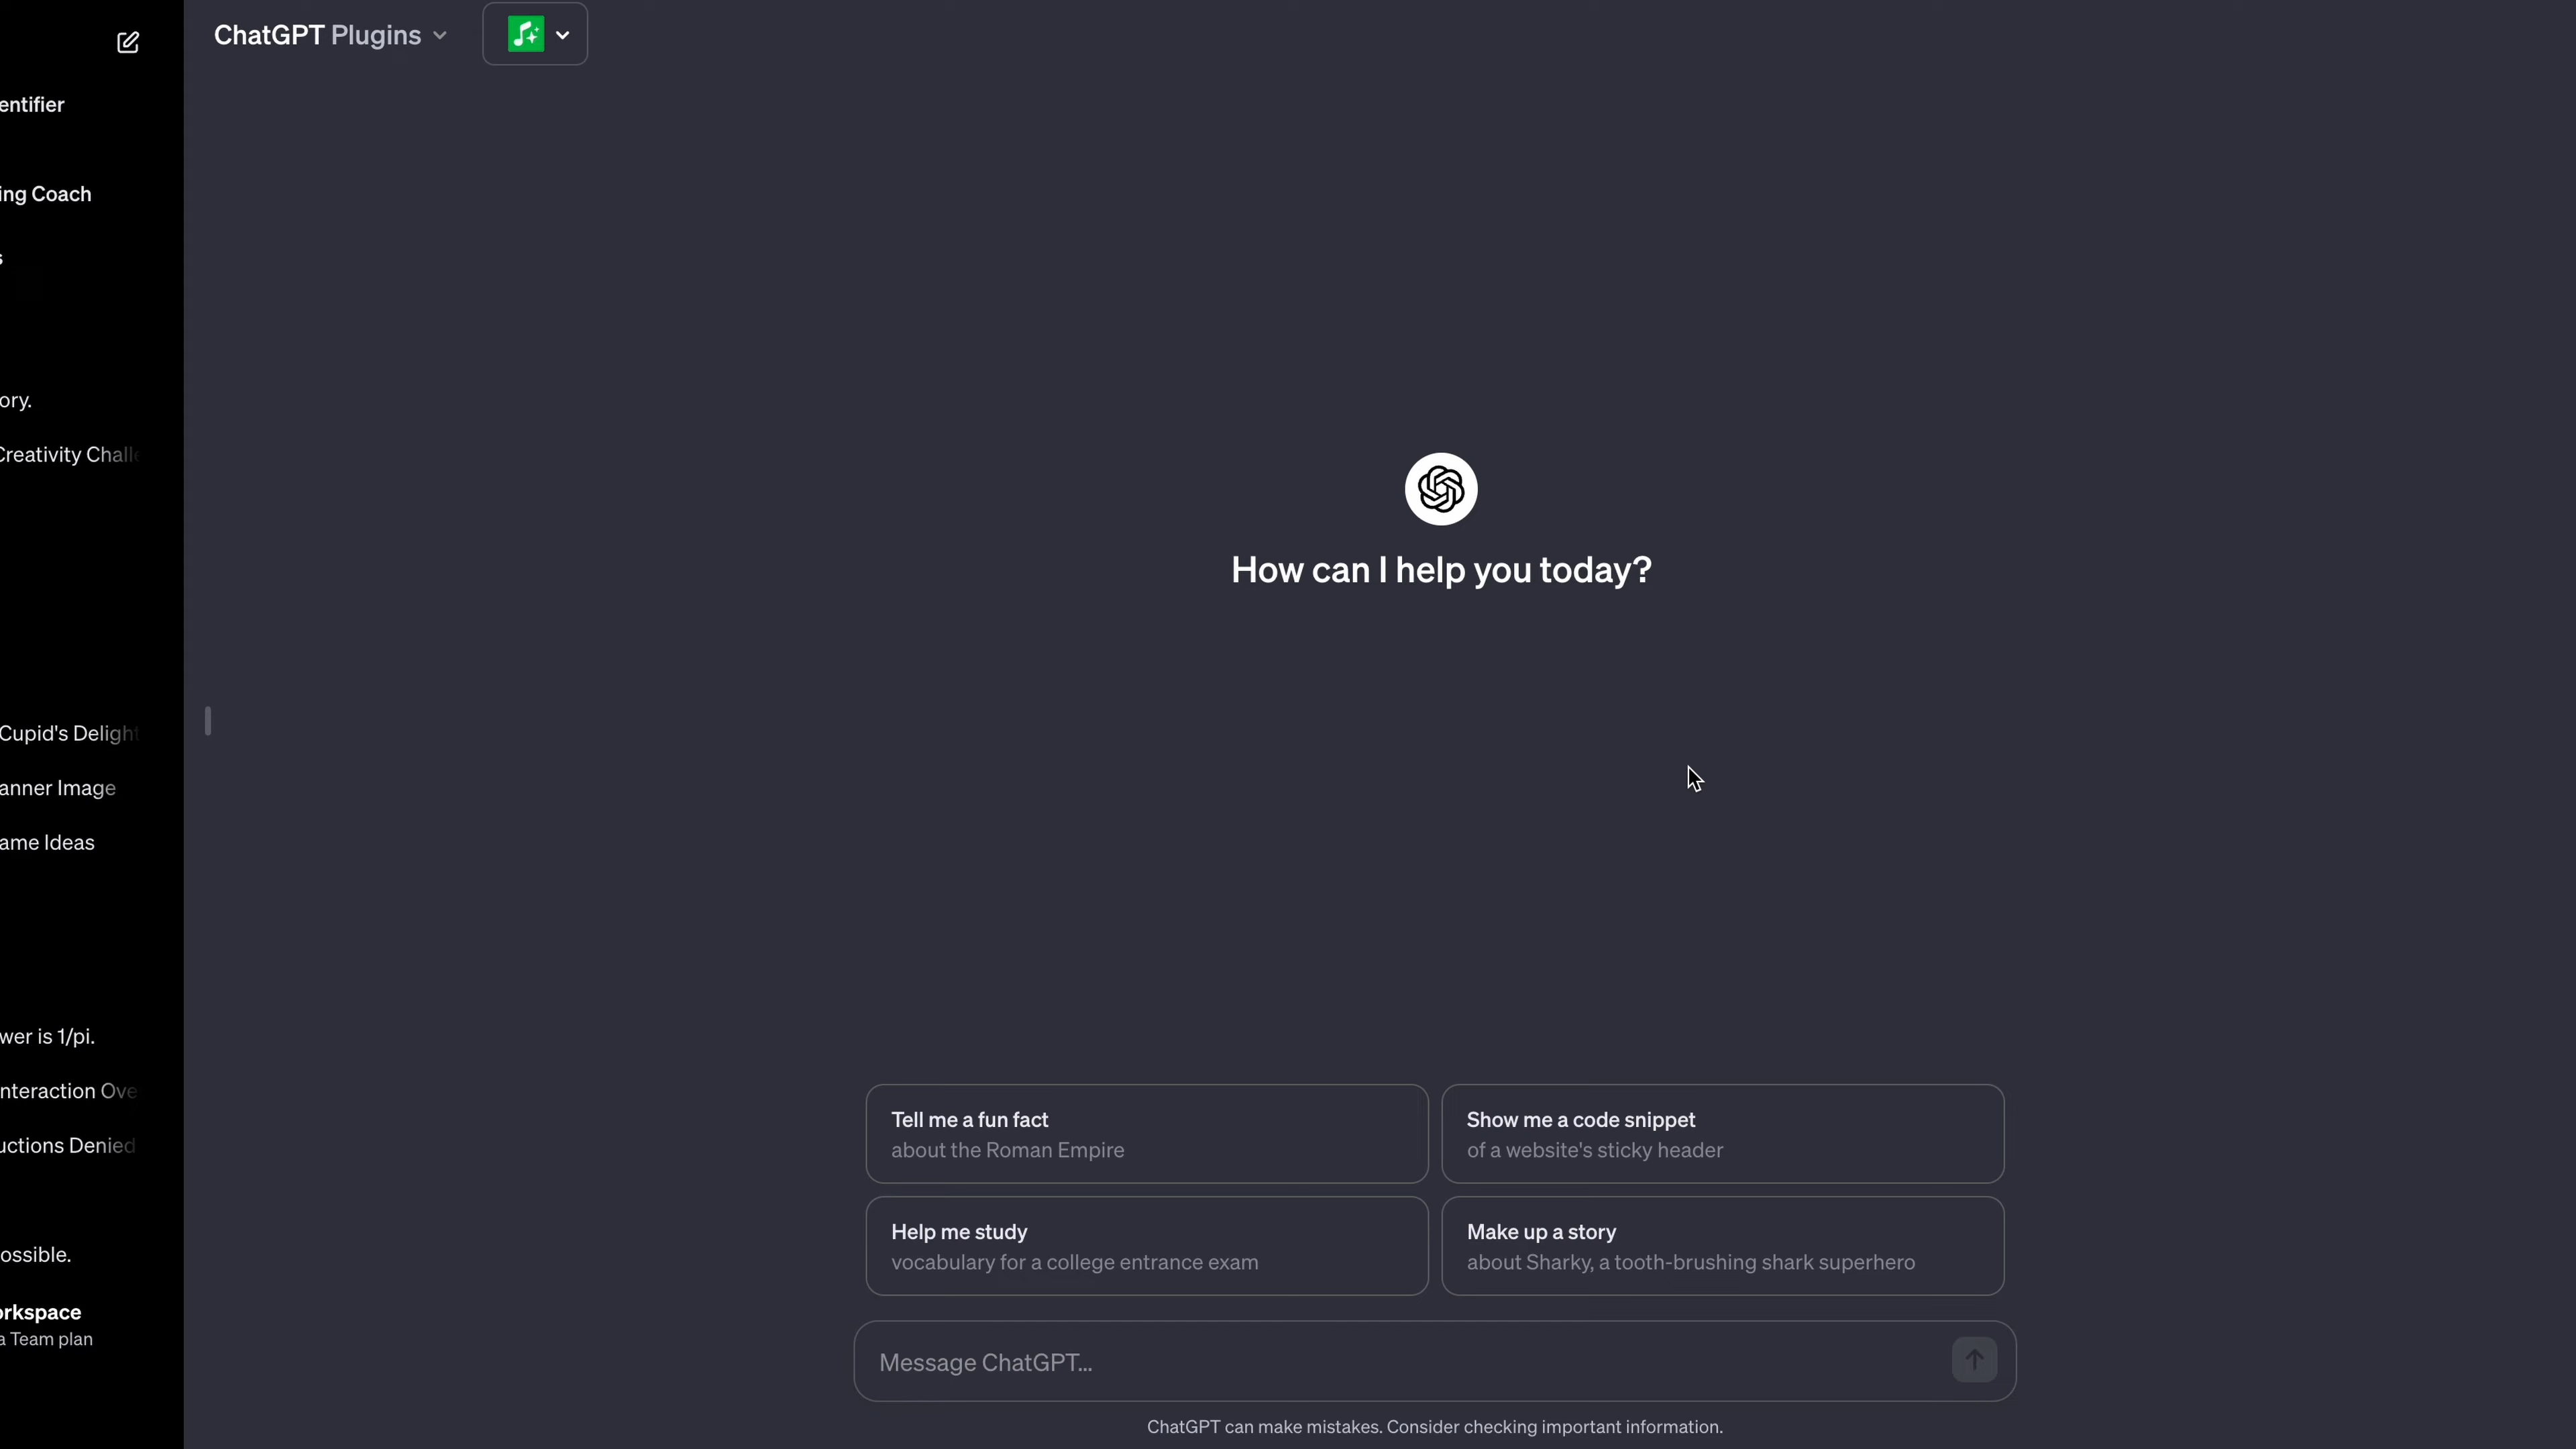 ChatGPT Plugins
entifier
ing Coach
s
ory.
Creativity Challe
Cupid's Delight
anner Image
ame Ideas
wer is 1/pi.
nteraction Ove
uctions Denied
ossible.
orkspace
a Team plan
How can I help you today?
Tell me a fun fact
about the Roman Empire
Show me a code snippet
of a website's sticky header
Help me study
vocabulary for a college entrance exam
Make up a story
about Sharky, a tooth-brushing shark superhero
Message ChatGPT...
ChatGPT can make mistakes. Consider checking important information.